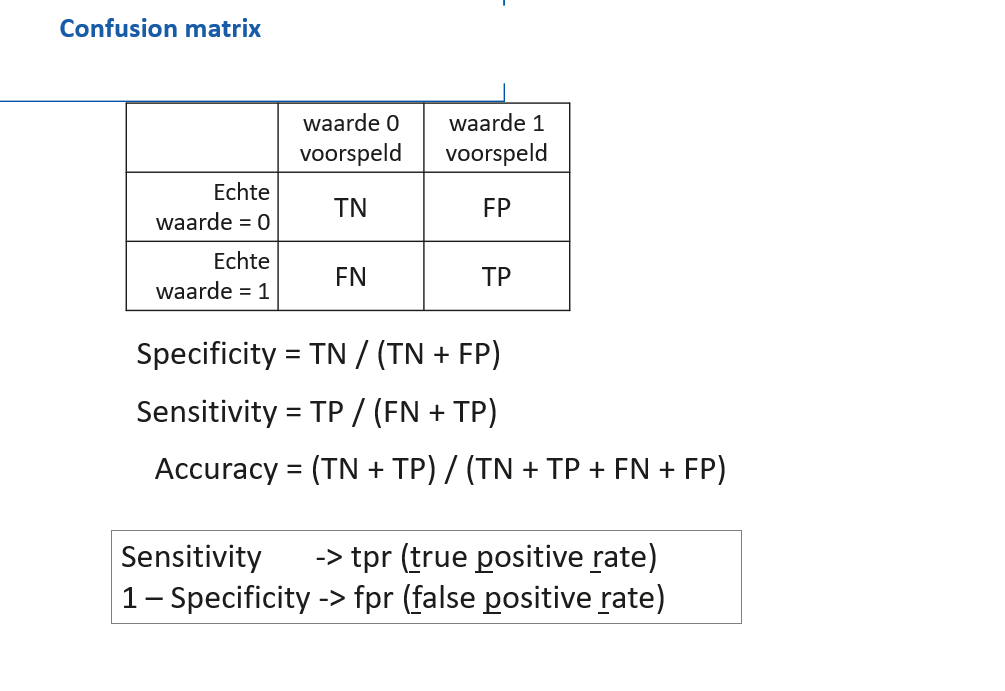 Confusion matrix
waarde 0
voorspeld
waarde 1
voorspeld
Echte
waarde = 0
TN
FP
Echte
waarde = 1
FN
TP
Specificity = TN / (TN + FP)
Sensitivity = TP / (FN + TP)
Accuracy = (TN + TP) / (TN + TP + FN + FP)
Sensitivity -> tpr (true positive rate)
1 – Specificity -> fpr (false positive rate)